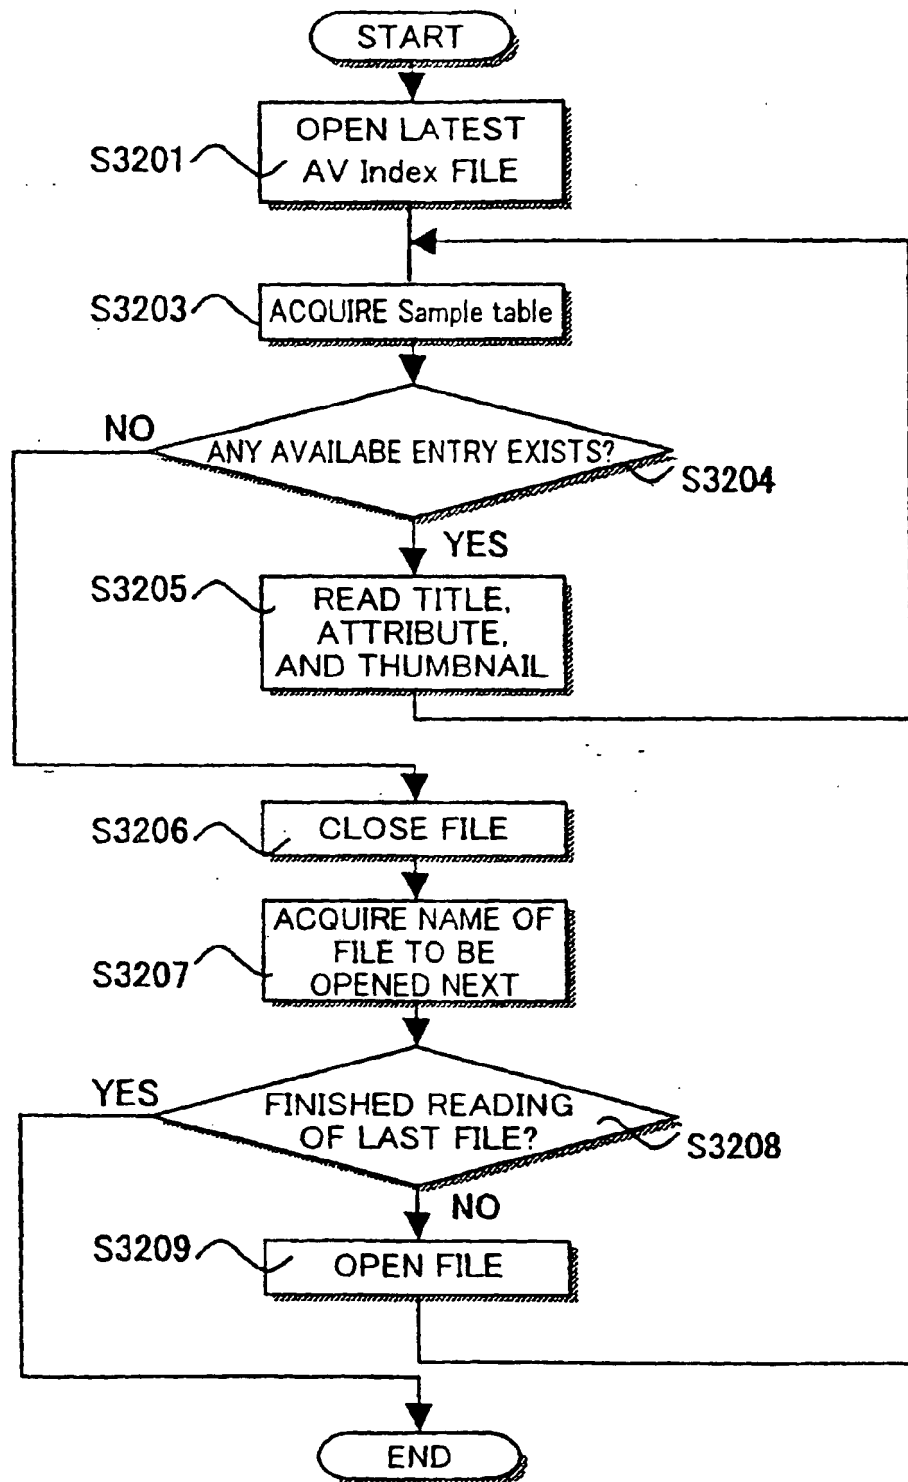 START
OPEN LATEST
S3201
AV Index FILE
S3203
ACQUIRE Sample table
NO
ANY AVAILABE ENTRY EXISTS?
S3204
YES
S3205
READ TITLE,
ATTRIBUTE,
AND THUMBNAIL
S3206
CLOSE FILE
ACQUIRE NAME OF
FILE TO BE
S3207
OPENED NEXT
YES
FINISHED READING
OF LAST FILE?
S3208
NO
S3209
OPEN FILE
END